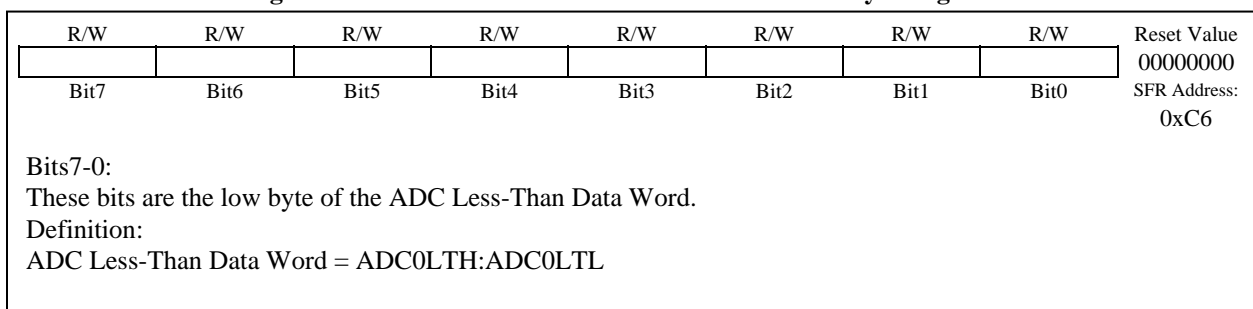 R/W R/W R/W R/W R/W R/W R/W R/W Reset Value
00000000
Bit7 Bit6 Bit5 Bit4 Bit3 Bit2 Bit1 Bit0 SFR Address:
0xC6
Bits7-0:
These bits are the low byte of the ADC Less-Than Data Word.
Definition:
ADC Less-Than Data Word = ADC0LTH:ADC0LTL